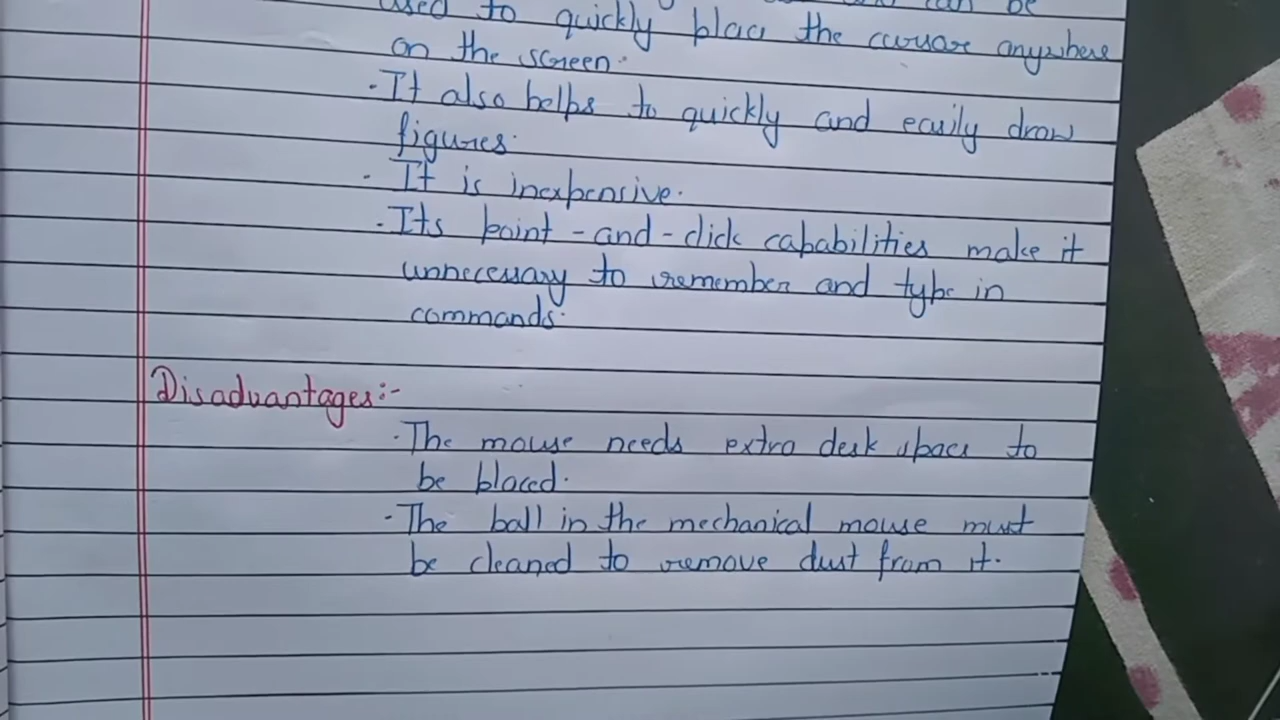 used to quickly place the cursor anywhere
on the screen.
· It also helps to quickly and easily draw
figures.
· It is inexpensive.
· Its point-and-click capabilities make it
unnecessary to remember and type in
commands.
Disadvantages:-
· The mouse needs extra desk space to
be placed.
· The ball in the mechanical mouse must
be cleaned to remove dust from it.